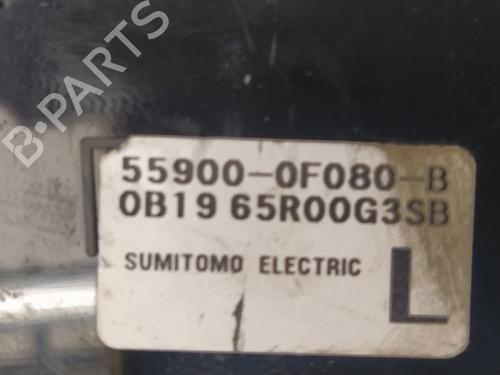 B-PARTS
55900-0F080-B
0B19 65R00G3SB
SUMITOMO ELECTRIC
L